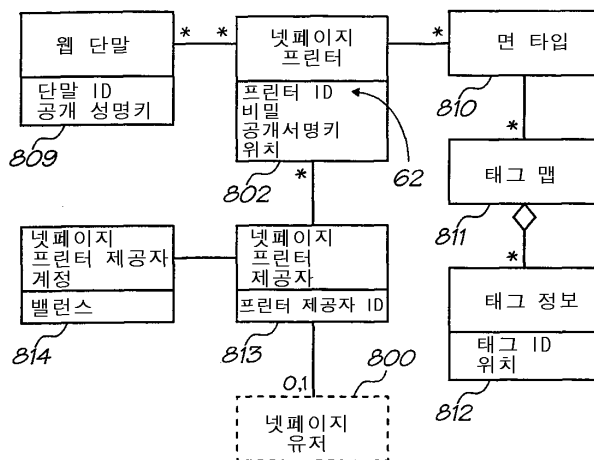 웹 단말
* *
넷페이지
프린터
*
면 타입
단말 ID
공개 성명키
809
프린터 ID
비밀
공개서명키
위치
62
802
810
*
*
태그 맵
811
넷페이지
프린터 제공자
계정
밸런스
814
넷페이지
프린터
제공자
프린터 제공자 ID
813
*
태그 정보
태그 ID
위치
812
800
0,1
넷페이지
유저